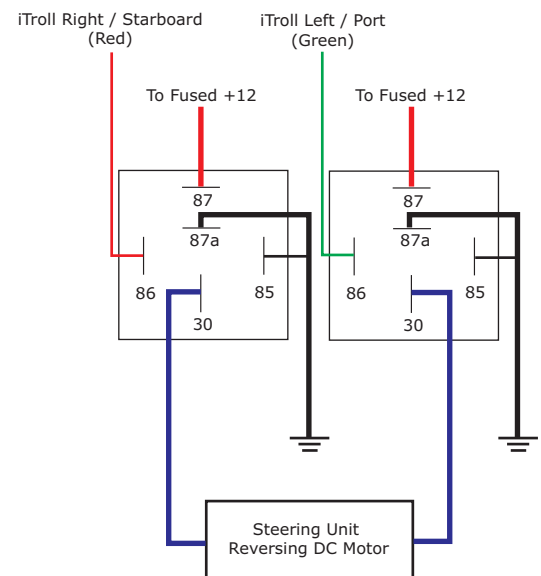 iTroll Right / Starboard
(Red)
iTroll Left / Port
(Green)
To Fused +12
To Fused +12
87
87a
86
85
30
87
87a
86
85
30
Steering Unit
Reversing DC Motor